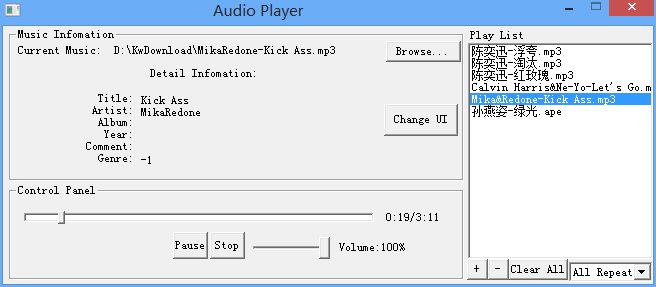 Audio Player
Music Infomation
Current Music: D:\KwDownload\MikaRedone-Kick Ass.mp3
Browse...
Detail Infomation:
Title: Kick Ass
Artist: MikaRedone
Album:
Year:
Comment:
Genre: -1
Change UI
Control Panel
0:19/3:11
Pause Stop Volume:100%
Play List
陈奕迅-浮夸.mp3
陈奕迅-淘汰.mp3
陈奕迅-红玫瑰.mp3
Calvin Harris&Ne-Yo-Let's Go.m
Mika&Redone-Kick Ass.mp3
孙燕姿-绿光.ape
+ - Clear All All Repeat